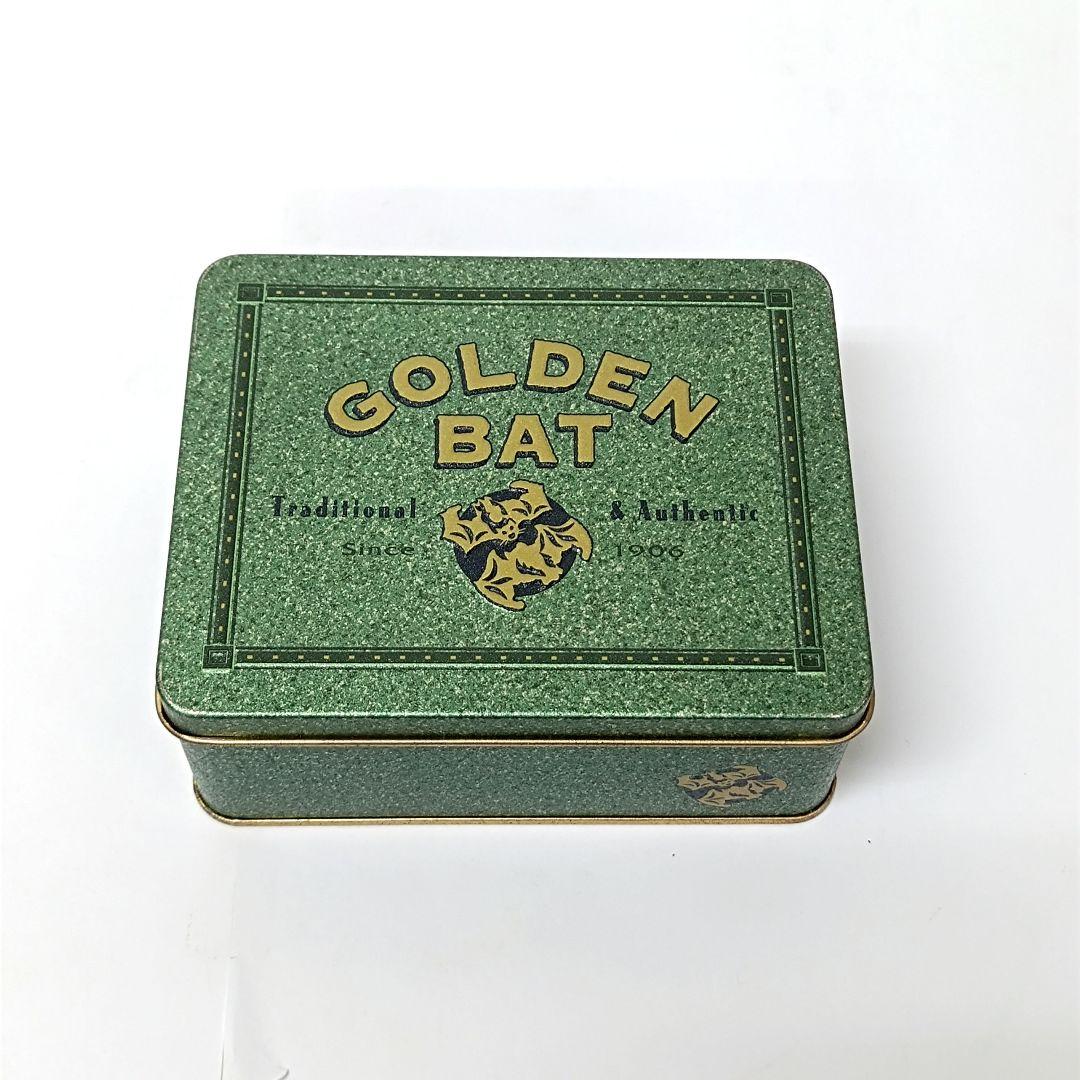 GOLDEN
BAT
Traditional & Authentic
Since 1906